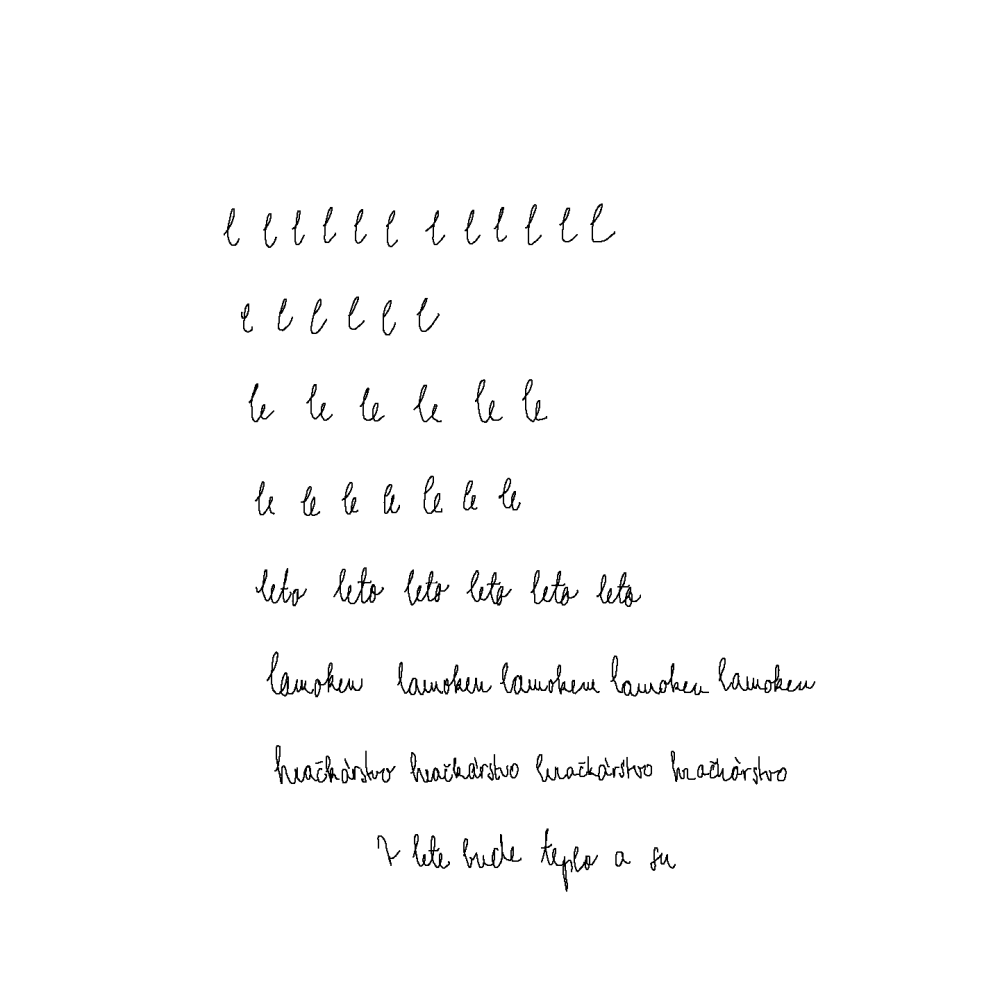 l l l l l l l l l l l l
l l l l l l
le le le le le le
le le le le le le le
leto leto leto leto leto leto
lamoken lamoken lamoken lamoken lamoken
hračkárstvo hračkárstvo hračkárstvo hračkárstvo
V lete bude teplo a su